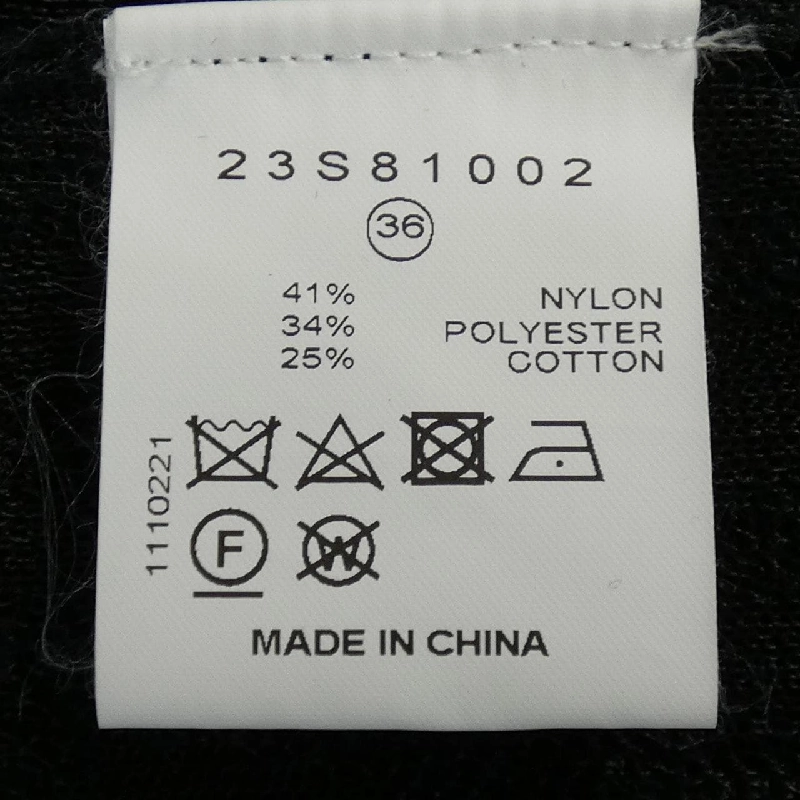 23S81002
36
41% NYLON
34% POLYESTER
25% COTTON
1110221
F W
MADE IN CHINA